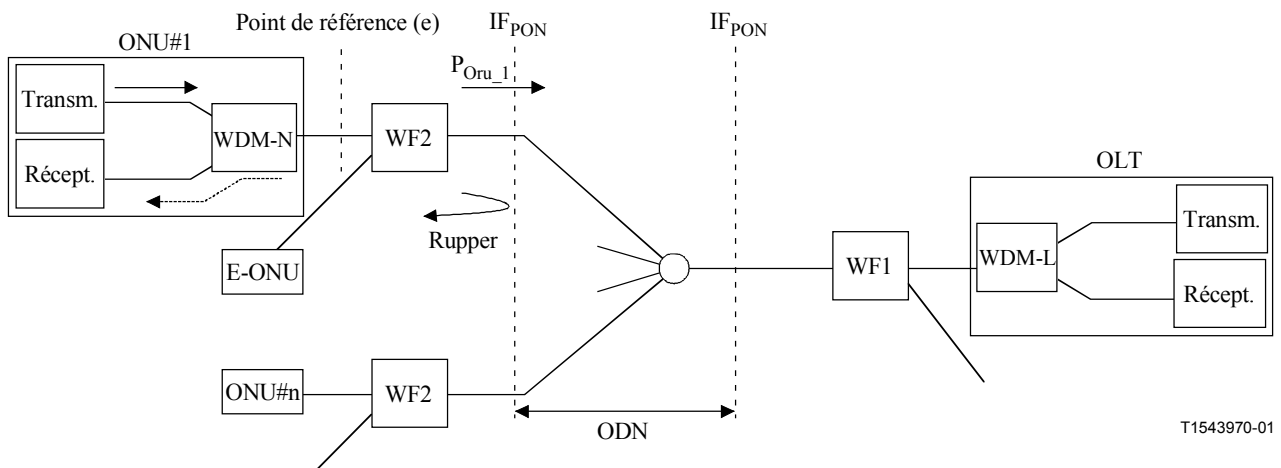 Point de référence (e)
IF_PON
IF_PON
ONU#1
P_Oru_1
Transm.
WDM-N
WF2
Récept.
OLT
Transm.
Rupper
E-ONU
WF1
WDM-L
Récept.
ONU#n
WF2
ODN
T1543970-01